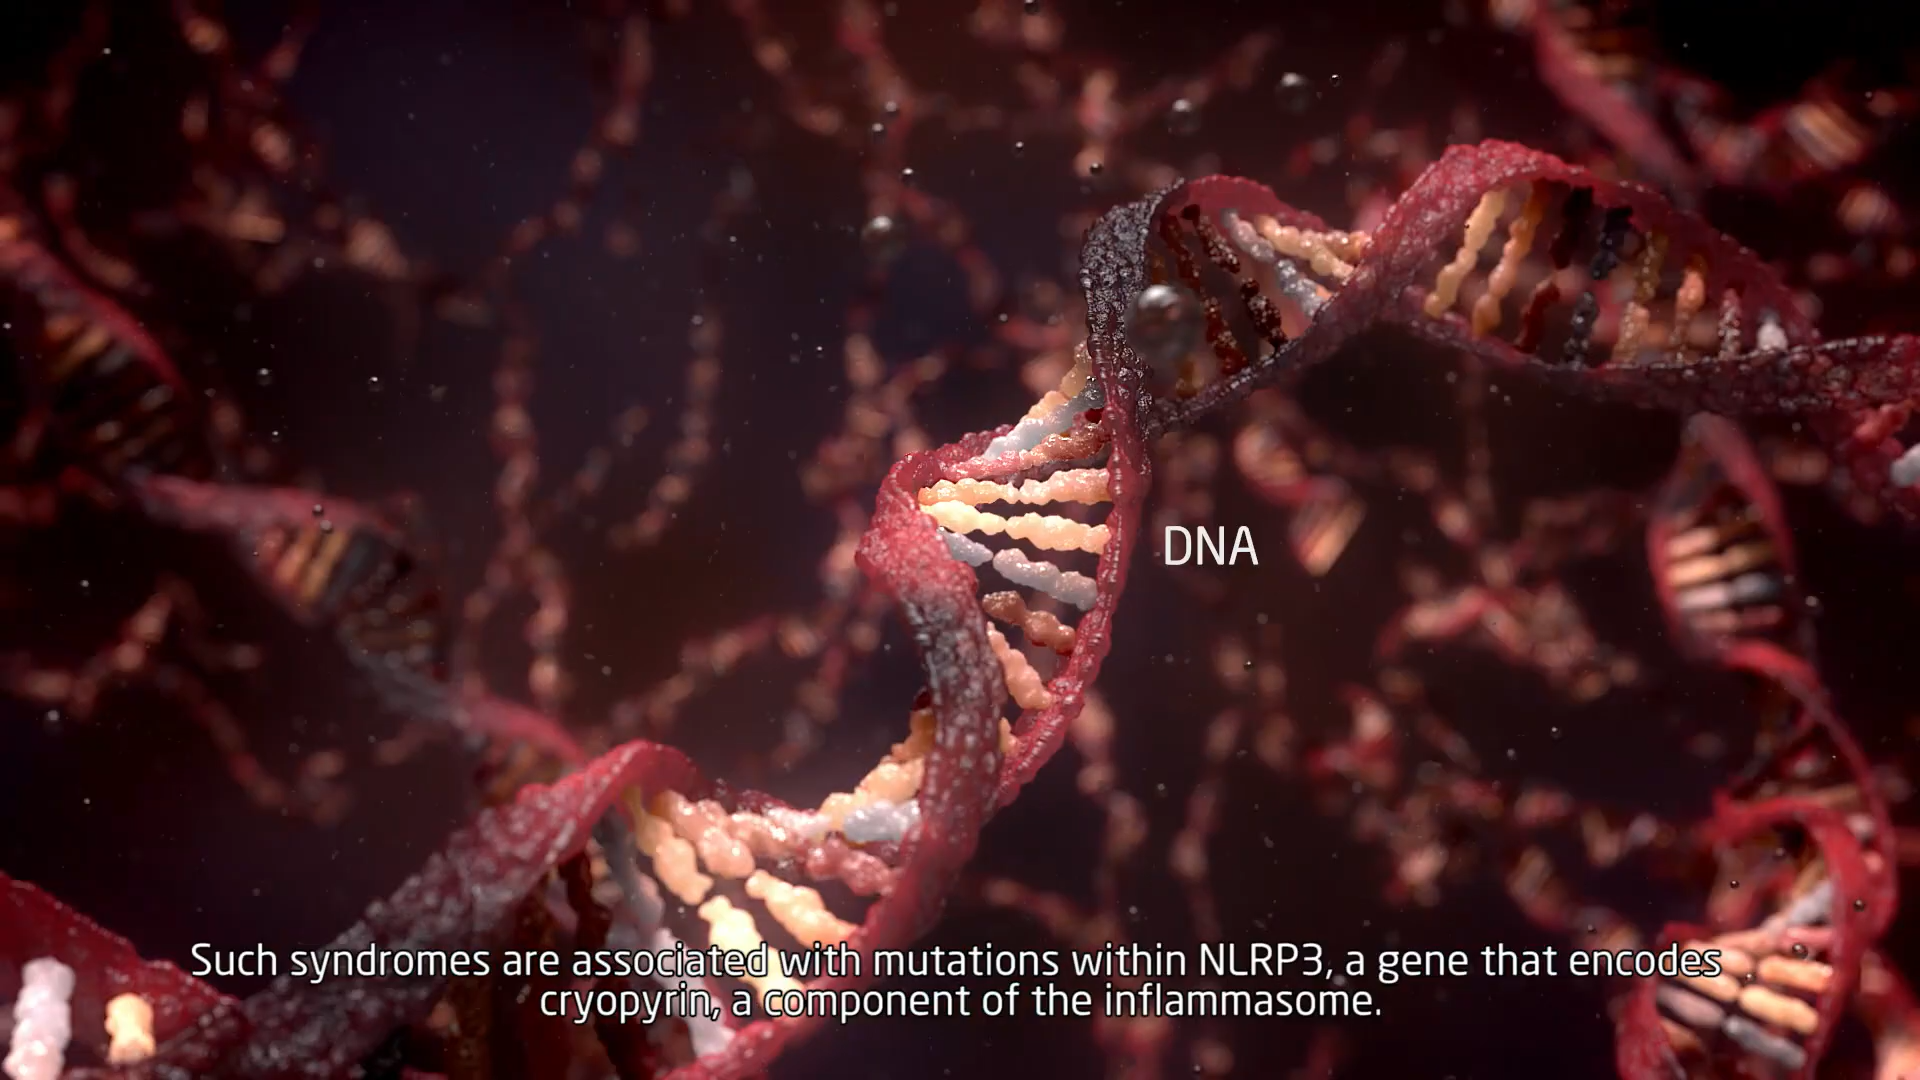 DNA
Such syndromes are associated with mutations within NLRP3, a gene that encodes
cryopyrin, a component of the inflammasome.